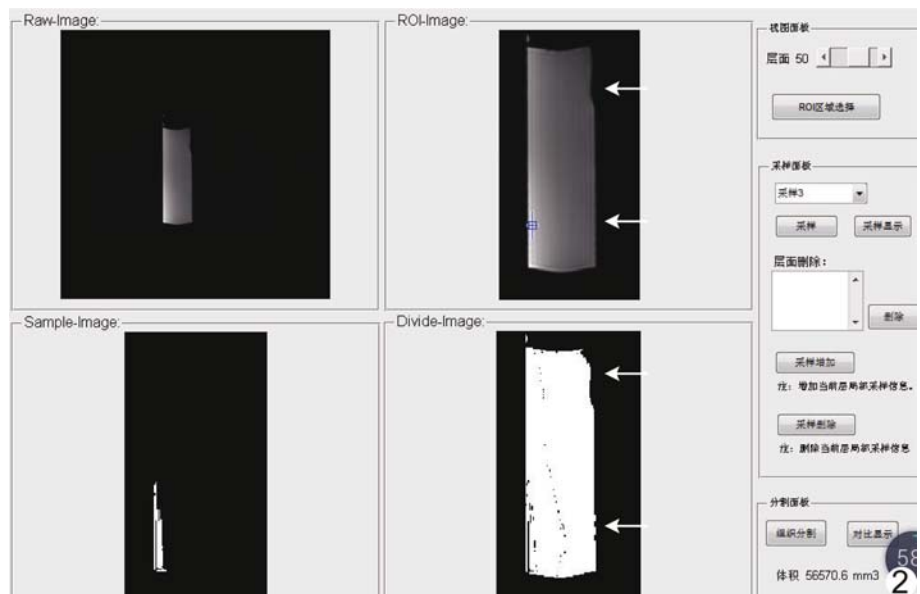 Raw-Image:
ROI-Image:
Sample-Image:
Divide-Image:
视图面板
层面 50
ROI区域选择
采样面板
采样3
采样
采样显示
层面删除：
删除
采样增加
注：增加当前层局部采样信息。
采样删除
注：删除当前层局部采样信息
分割面板
组织分割
对比显示
体积 56570.6 mm3
58
2